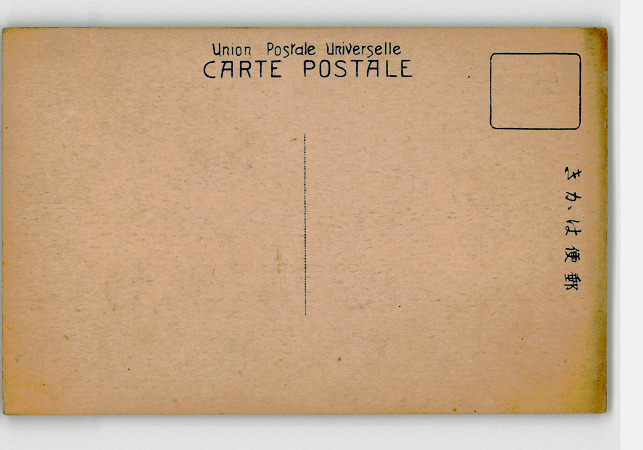 Union Postale Universelle
CARTE POSTALE
郵便はかき